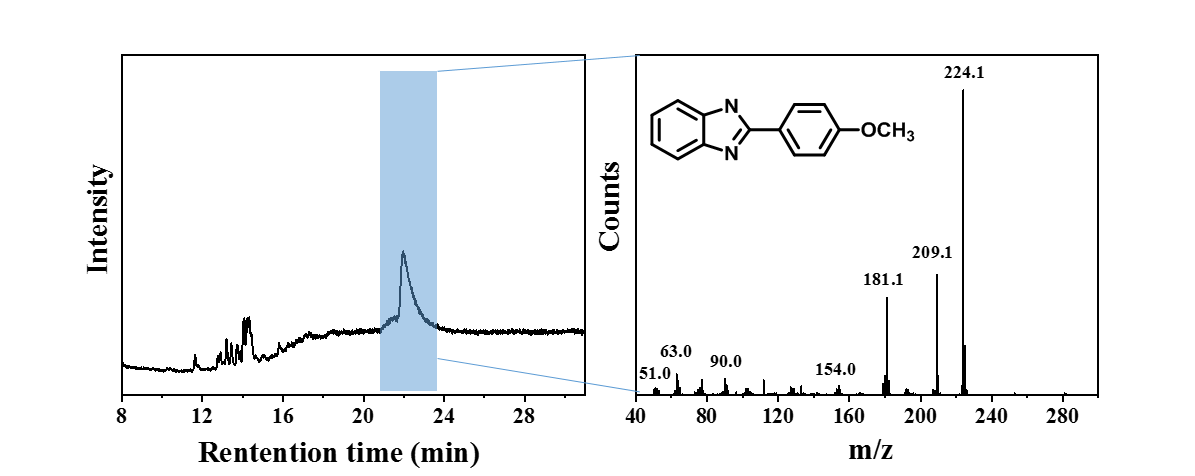 Intensity
8 12 16 20 24 28
Rentention time (min)
Counts
224.1
209.1
181.1
154.0
90.0
63.0
51.0
N
N
OCH3
40 80 120 160 200 240 280
m/z